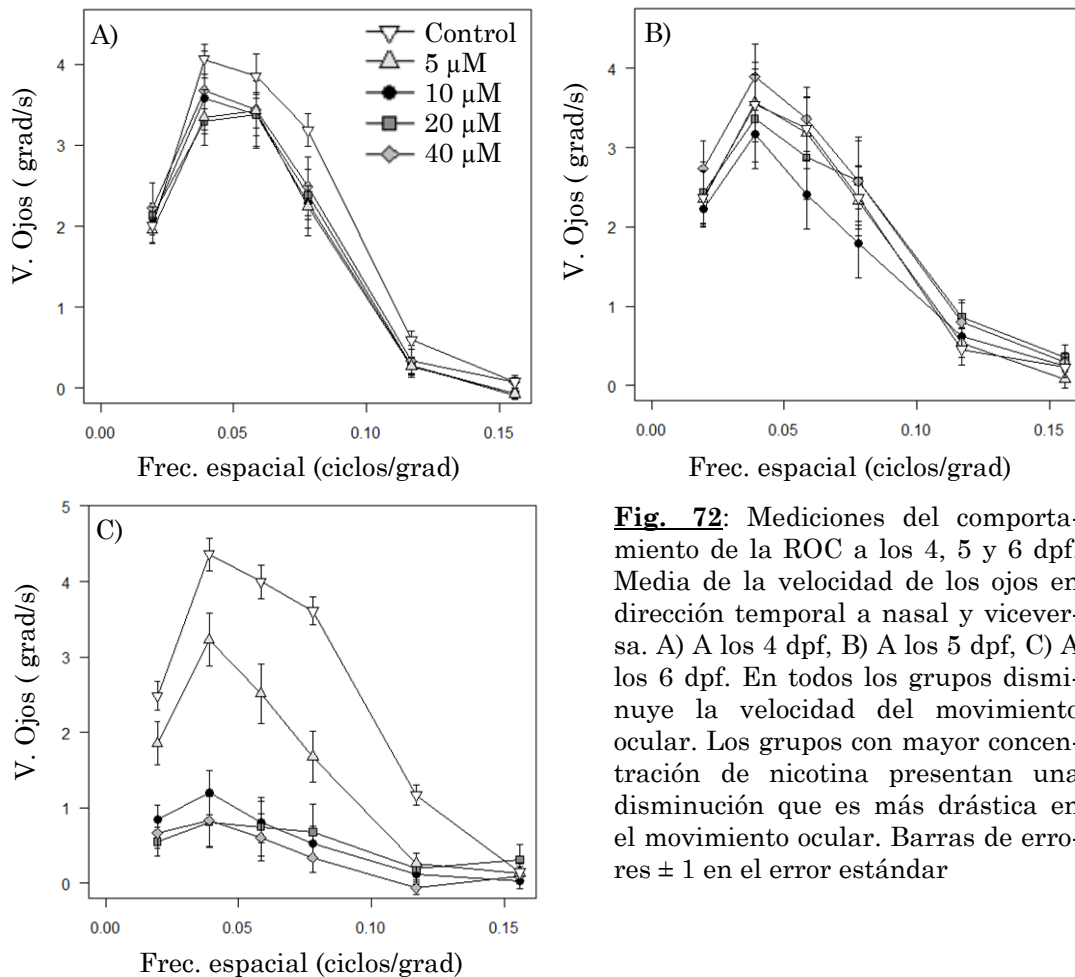 A)
Control
5 µM
10 µM
20 µM
40 µM
4
3
2
1
0
V. Ojos ( grad/s)
0.00
0.05
0.10
0.15
Frec. espacial (ciclos/grad)
B)
4
3
2
1
0
V. Ojos ( grad/s)
0.00
0.05
0.10
0.15
Frec. espacial (ciclos/grad)
C)
5
4
3
2
1
0
V. Ojos ( grad/s)
0.00
0.05
0.10
0.15
Frec. espacial (ciclos/grad)
Fig. 72: Mediciones del comporta-
miento de la ROC a los 4, 5 y 6 dpf.
Media de la velocidad de los ojos en
dirección temporal a nasal y vicever-
sa. A) A los 4 dpf, B) A los 5 dpf, C) A
los 6 dpf. En todos los grupos dismi-
nuye la velocidad del movimiento
ocular. Los grupos con mayor concen-
tración de nicotina presentan una
disminución que es más drástica en
el movimiento ocular. Barras de erro-
res ± 1 en el error estándar